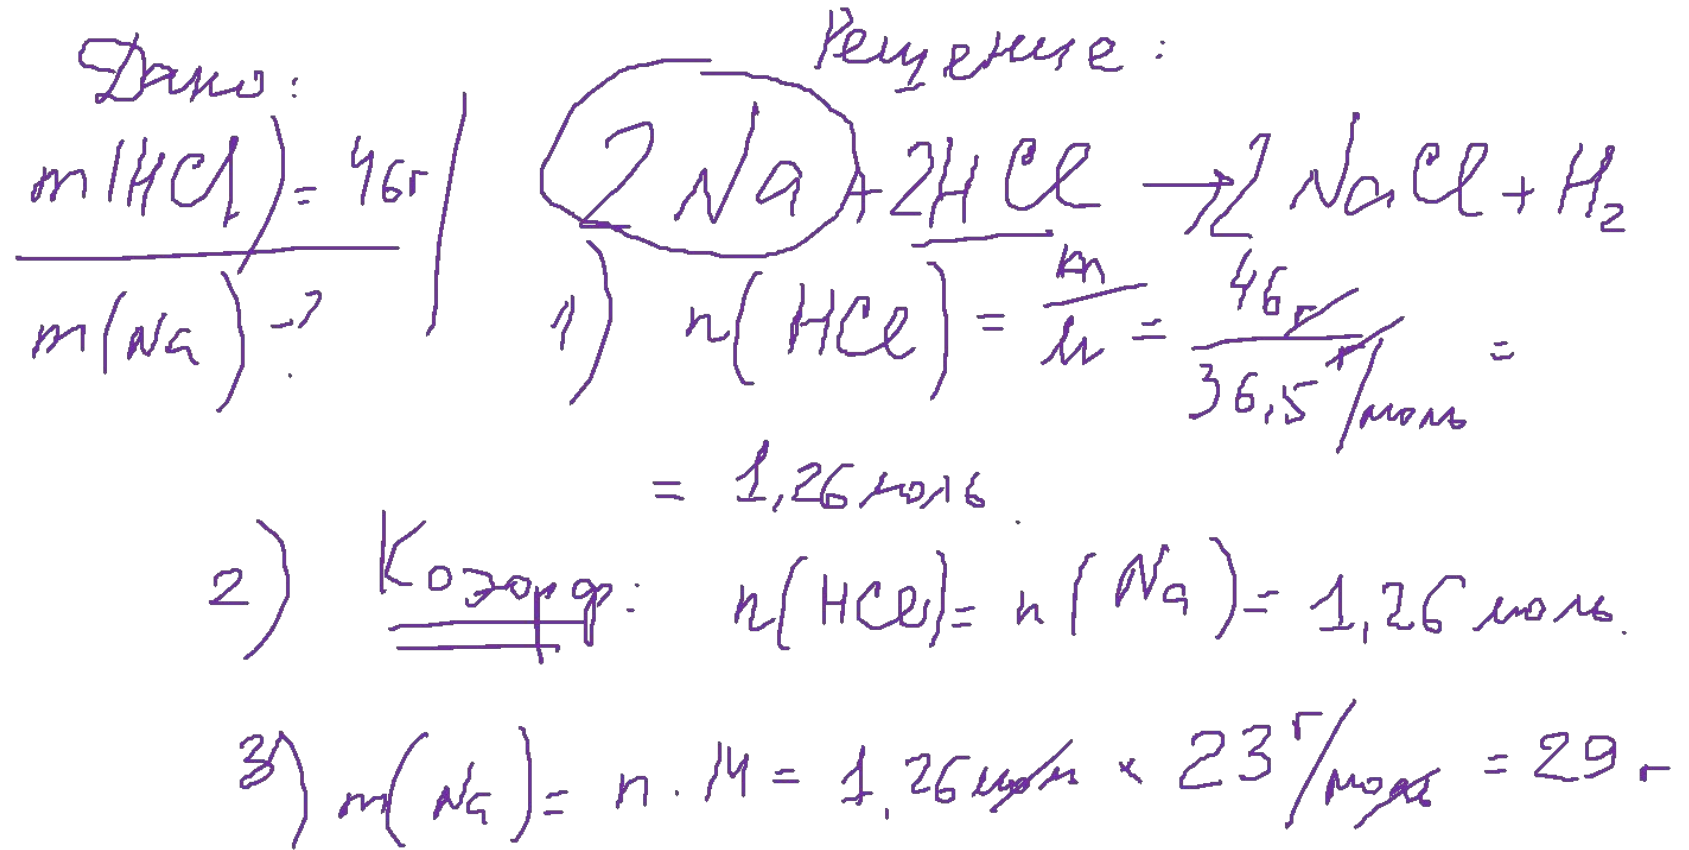 Дано: Решение:
m(HCl) = 46г 2Na + 2HCl → 2NaCl + H₂
m(Na) - ? 1) n(HCl) = m/M = 46г/36,5 г/моль =
= 1,26 моль.
2) Коэфф: n(HCl) = n(Na) = 1,26 моль.
3) m(Na) = n · M = 1,26 моль × 23 г/моль = 29 г